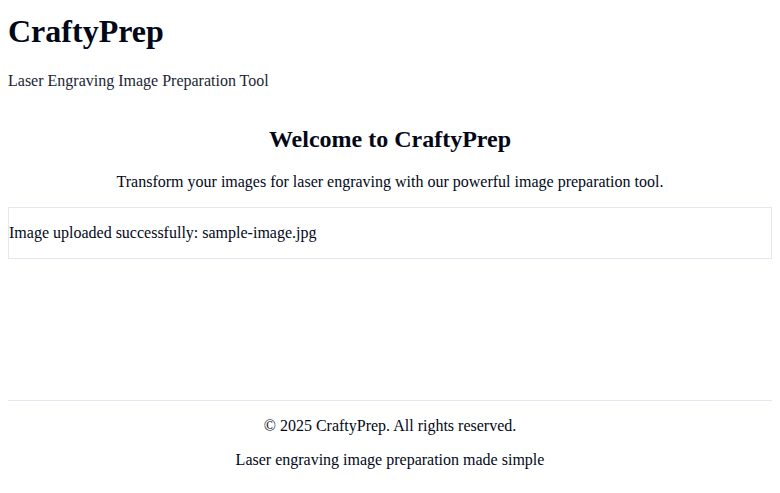 CraftyPrep
Laser Engraving Image Preparation Tool
Welcome to CraftyPrep
Transform your images for laser engraving with our powerful image preparation tool.
Image uploaded successfully: sample-image.jpg
© 2025 CraftyPrep. All rights reserved.
Laser engraving image preparation made simple